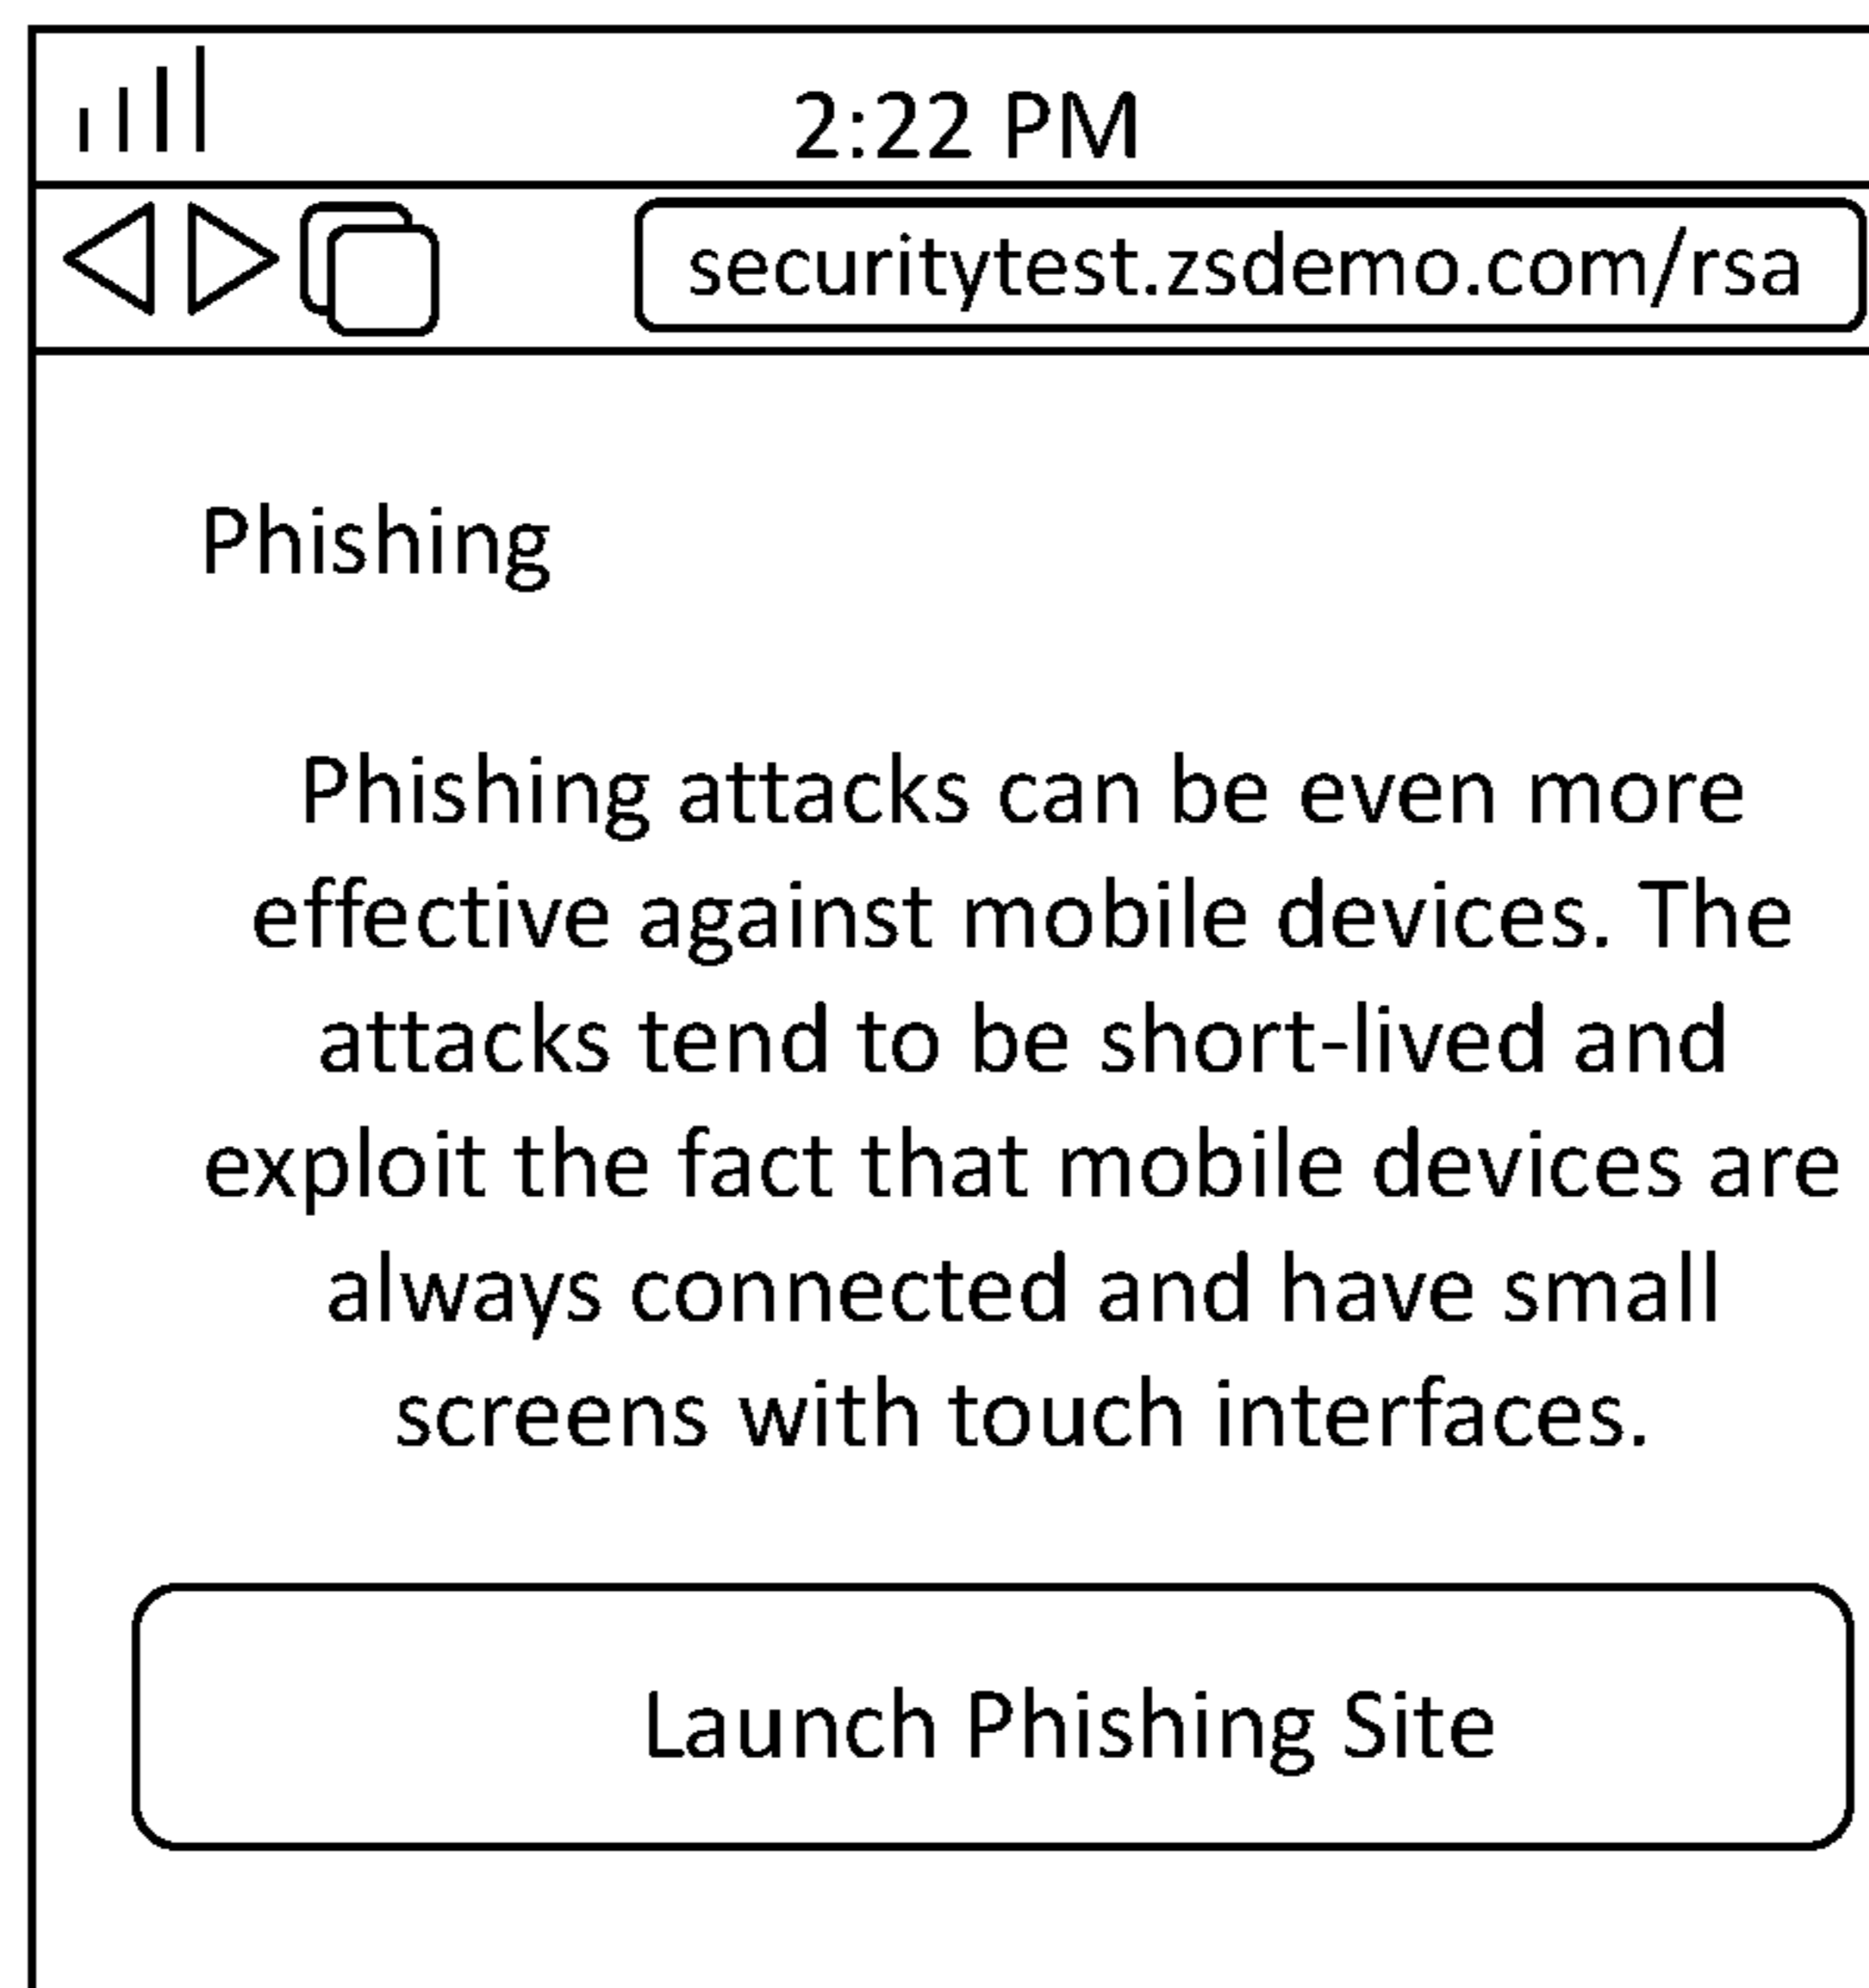 2:22 PM
securitytest.zsdemo.com/rsa
Phishing
Phishing attacks can be even more
effective against mobile devices. The
attacks tend to be short-lived and
exploit the fact that mobile devices are
always connected and have small
screens with touch interfaces.
Launch Phishing Site